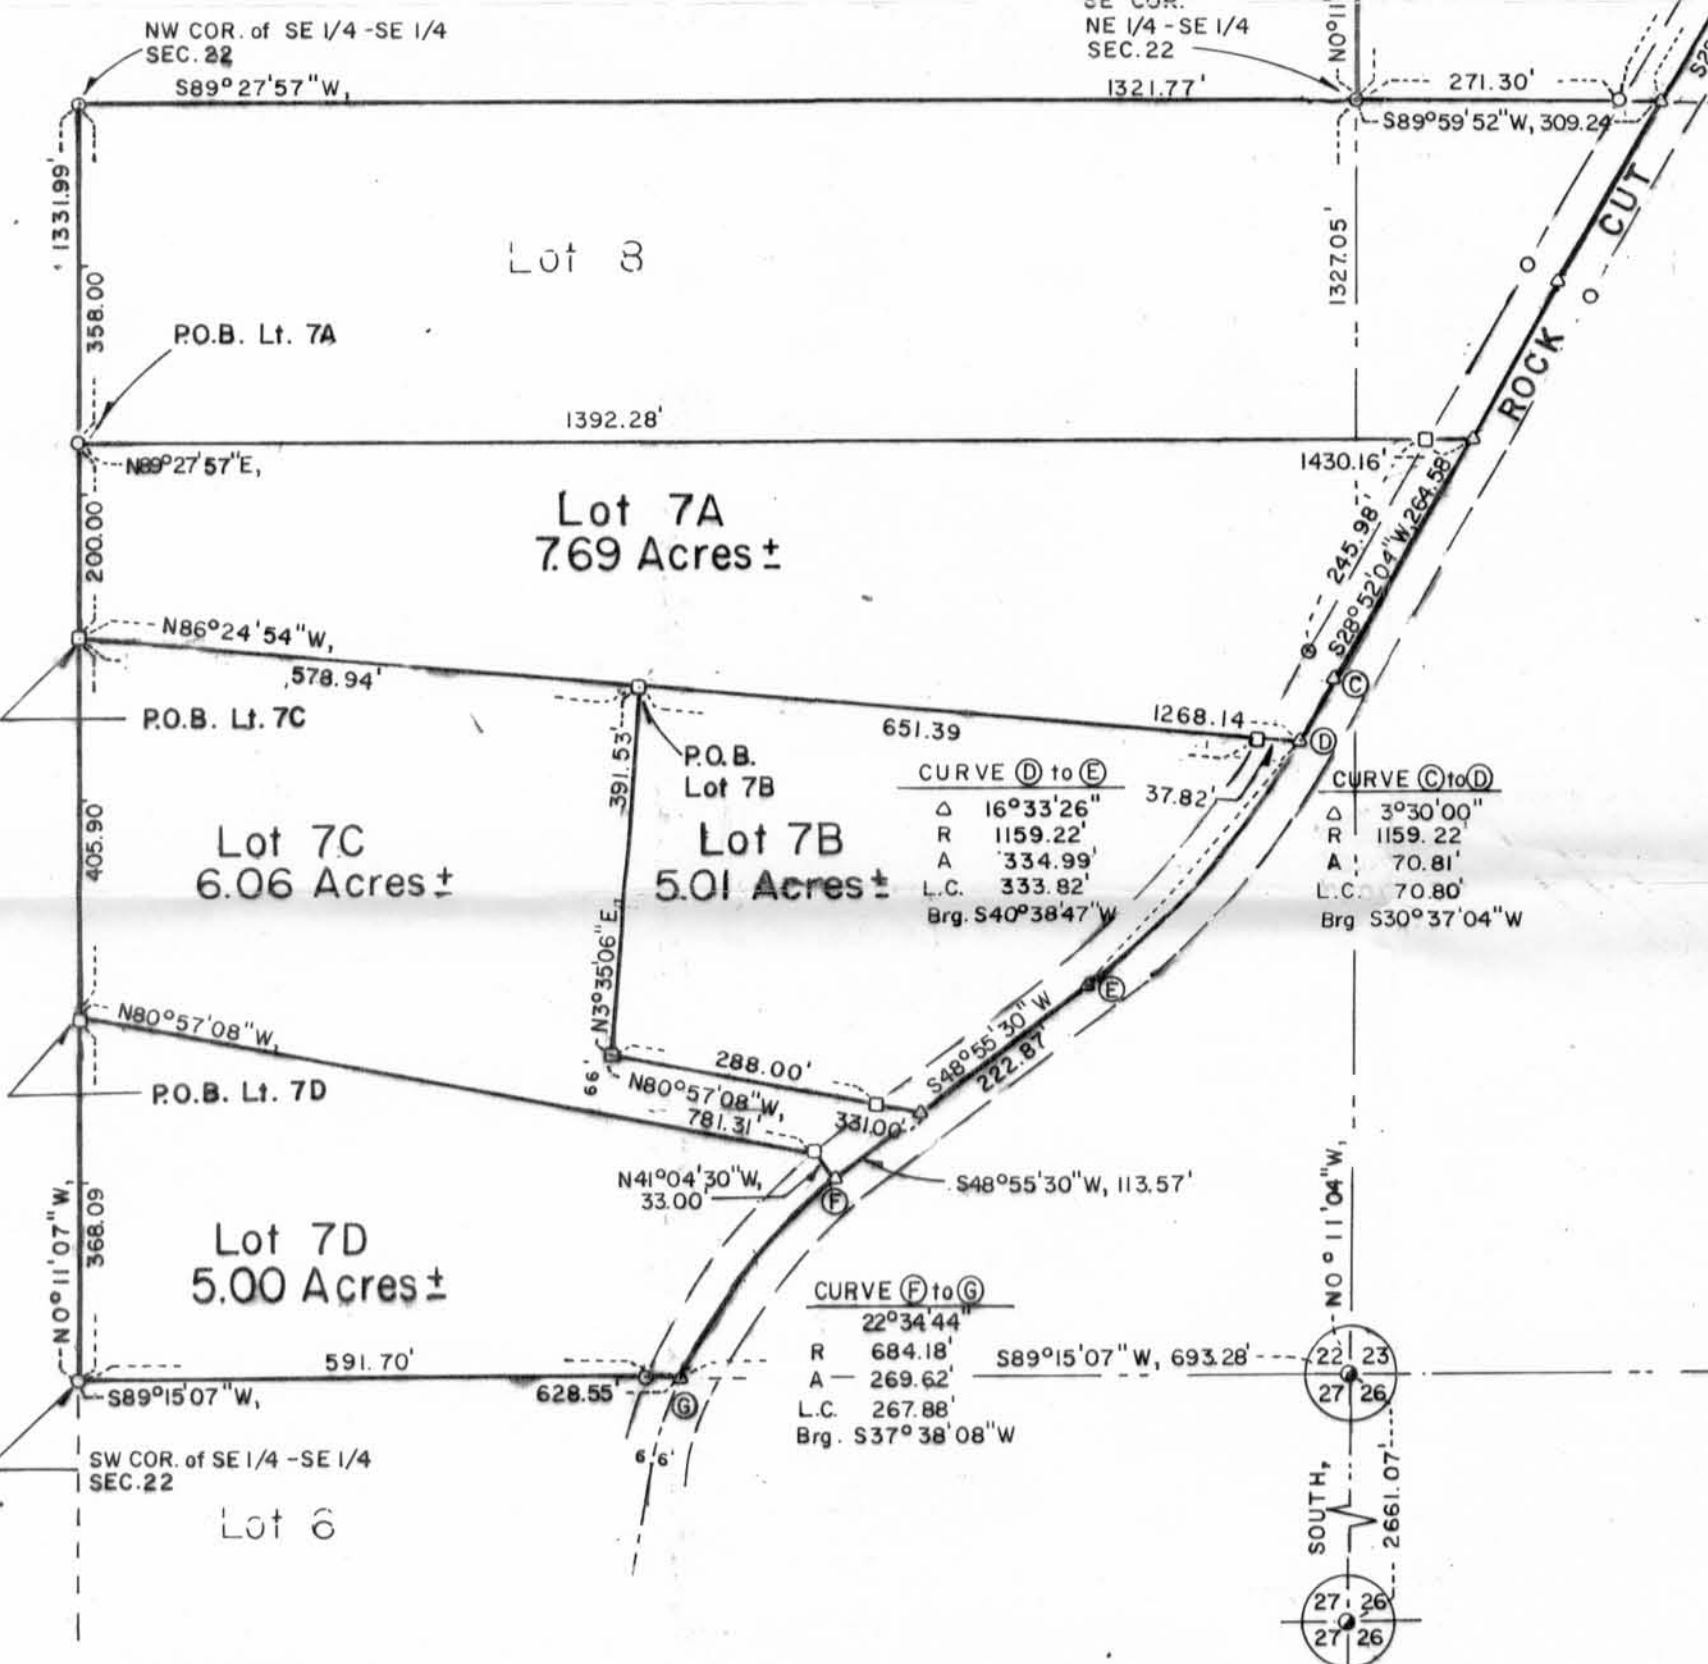 NW COR. of SE 1/4 -SE 1/4
SEC. 22
S89°27'57"W,
1321.77'
SE COR.
NE 1/4 -SE 1/4
SEC. 22
N0°11'
271.30'
S89°59'52"W, 309.24
1331.99'
358.00'
Lot 8
1327.05'
ROCK CUT
P.O.B. Lt. 7A
1392.28'
N89°27'57"E,
1430.16'
200.00'
Lot 7A
7.69 Acres ±
245.98'
S28°52'04"W, 264.58'
N86°24'54"W,
578.94'
P.O.B. Lt. 7C
651.39
1268.14
C
D
P.O.B.
Lot 7B
391.53'
37.82'
CURVE D to E
△ 16°33'26"
R 1159.22'
A 334.99'
L.C. 333.82'
Brg. S40°38'47"W
CURVE C to D
△ 3°30'00"
R 1159.22'
A 70.81'
L.C. 70.80'
Brg S30°37'04"W
405.90'
Lot 7C
6.06 Acres ±
Lot 7B
5.01 Acres ±
N3°35'06"E,
E
N80°57'08"W,
P.O.B. Lt. 7D
66'
288.00'
N80°57'08"W,
781.31'
331.00'
S48°55'30"W
222.87'
N41°04'30"W,
33.00'
F
S48°55'30"W, 113.57'
N0°11'07"W,
368.09
Lot 7D
5.00 Acres ±
CURVE F to G
22°34'44"
R 684.18'
A 269.62'
L.C. 267.88'
Brg. S37°38'08"W
N0°11'04"W,
S89°15'07"W, 693.28'
22 23
27 26
591.70'
S89°15'07"W,
628.55'
G
66'
SW COR. of SE 1/4 -SE 1/4
SEC. 22
Lot 6
SOUTH,
2661.07'
27 26
27 26